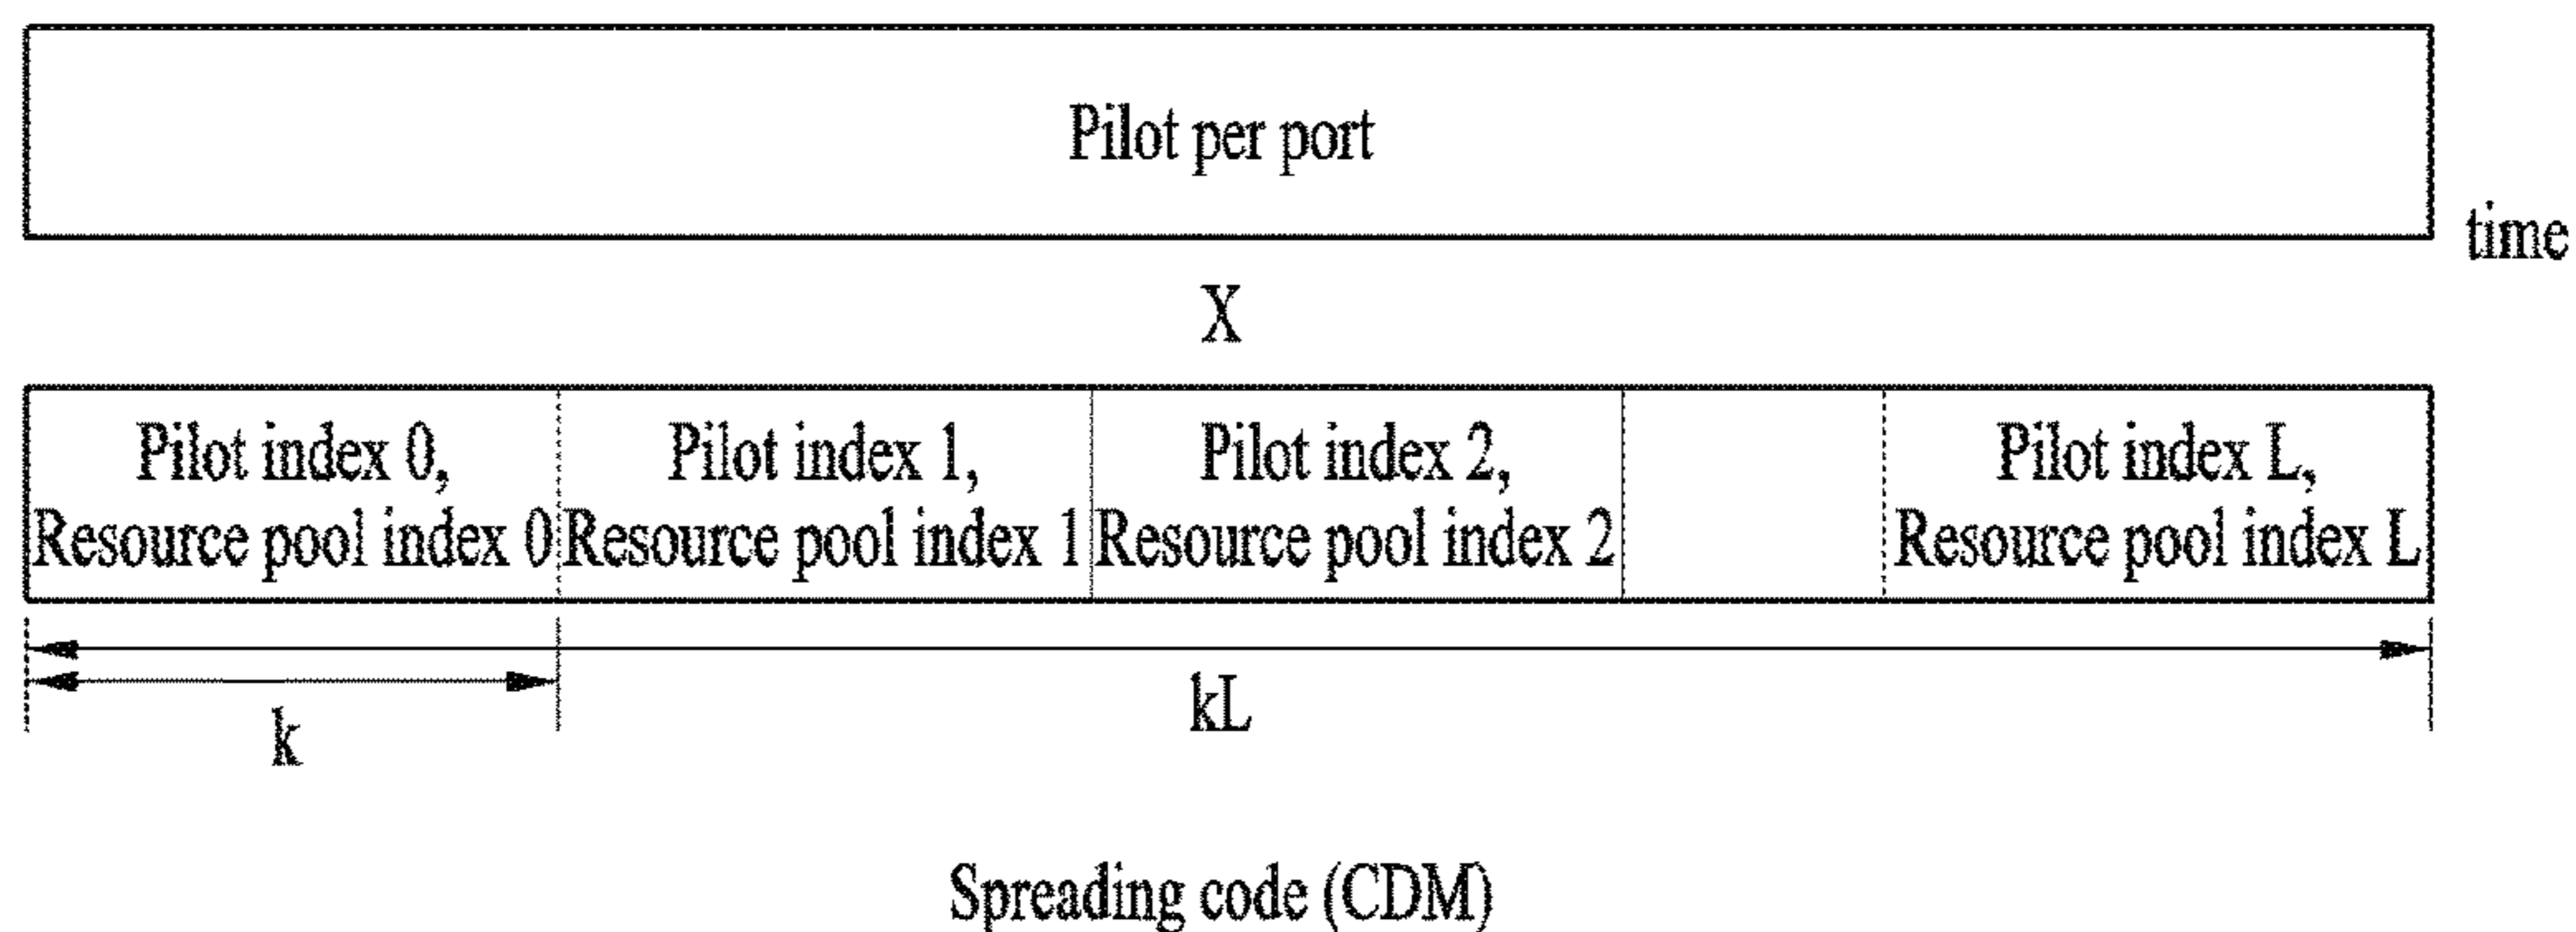 Pilot per port
time
X
Pilot index 0,
Resource pool index 0
Pilot index 1,
Resource pool index 1
Pilot index 2,
Resource pool index 2
Pilot index L,
Resource pool index L
k
kL
Spreading code (CDM)